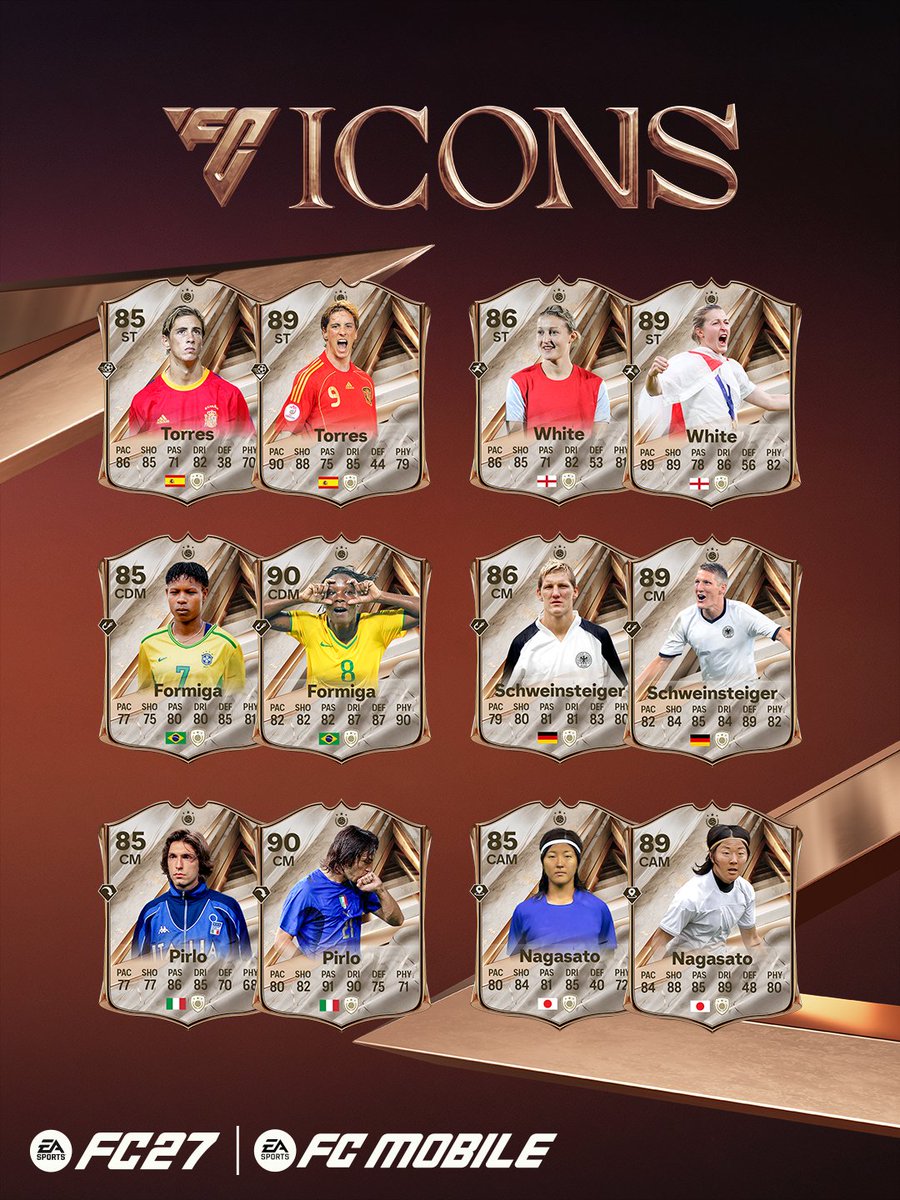 FC ICONS
85
ST
Torres
PAC SHO PAS DRI DEF PHY
86 85 71 82 38 70
89
ST
9
Torres
PAC SHO PAS DRI DEF PHY
90 88 75 85 44 79
86
ST
White
PAC SHO PAS DRI DEF PHY
86 85 71 82 53 81
89
ST
White
PAC SHO PAS DRI DEF PHY
89 89 78 86 56 82
85
CDM
7
Formiga
PAC SHO PAS DRI DEF PHY
77 75 80 80 85 81
90
CDM
8
Formiga
PAC SHO PAS DRI DEF PHY
82 82 82 87 87 90
86
CM
Schweinsteiger
PAC SHO PAS DRI DEF PHY
79 80 81 81 83 80
89
CM
Schweinsteiger
PAC SHO PAS DRI DEF PHY
82 84 85 84 89 82
85
CM
ITALIA
Pirlo
PAC SHO PAS DRI DEF PHY
77 77 86 85 70 68
90
CM
21
Pirlo
PAC SHO PAS DRI DEF PHY
80 82 91 90 75 71
85
CAM
Nagasato
PAC SHO PAS DRI DEF PHY
80 84 81 85 40 72
89
CAM
Nagasato
PAC SHO PAS DRI DEF PHY
84 88 85 89 48 80
EA SPORTS FC27 | EA SPORTS FC MOBILE